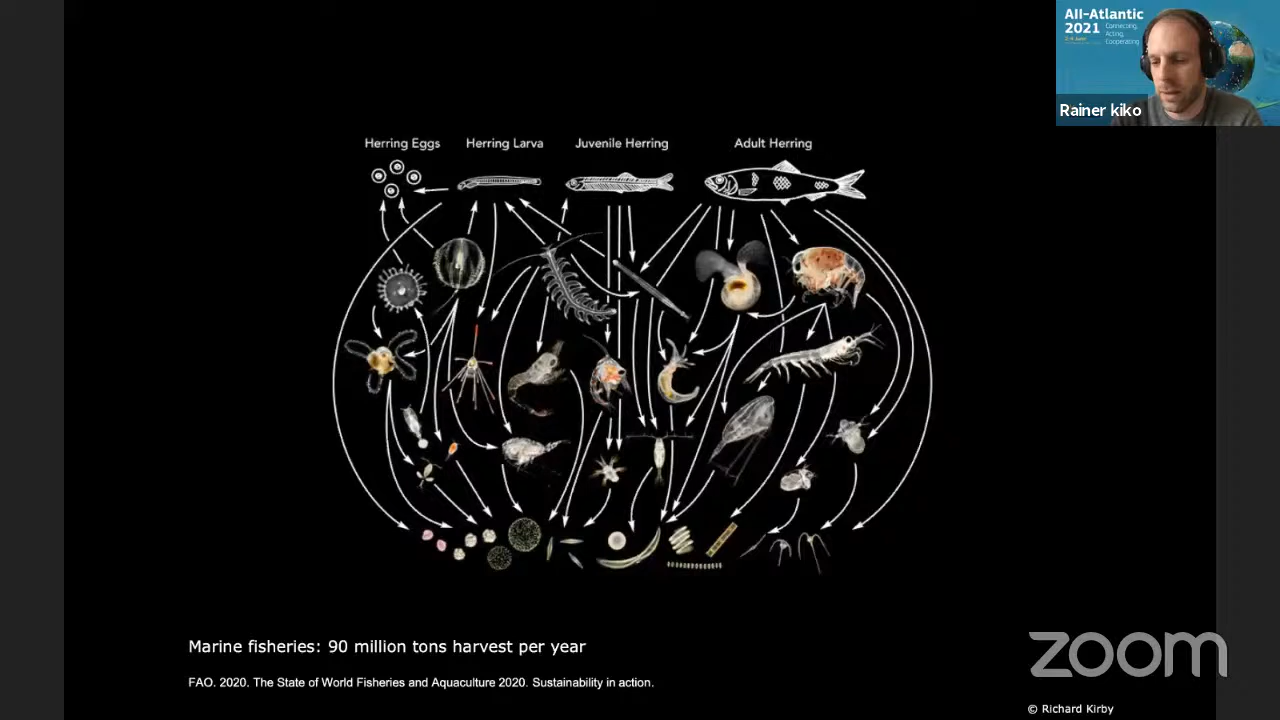 All-Atlantic
2021
Connecting,
Acting,
Cooperating
Rainer kiko
Herring Eggs Herring Larva Juvenile Herring Adult Herring
Marine fisheries: 90 million tons harvest per year
FAO. 2020. The State of World Fisheries and Aquaculture 2020. Sustainability in action.
zoom
© Richard Kirby